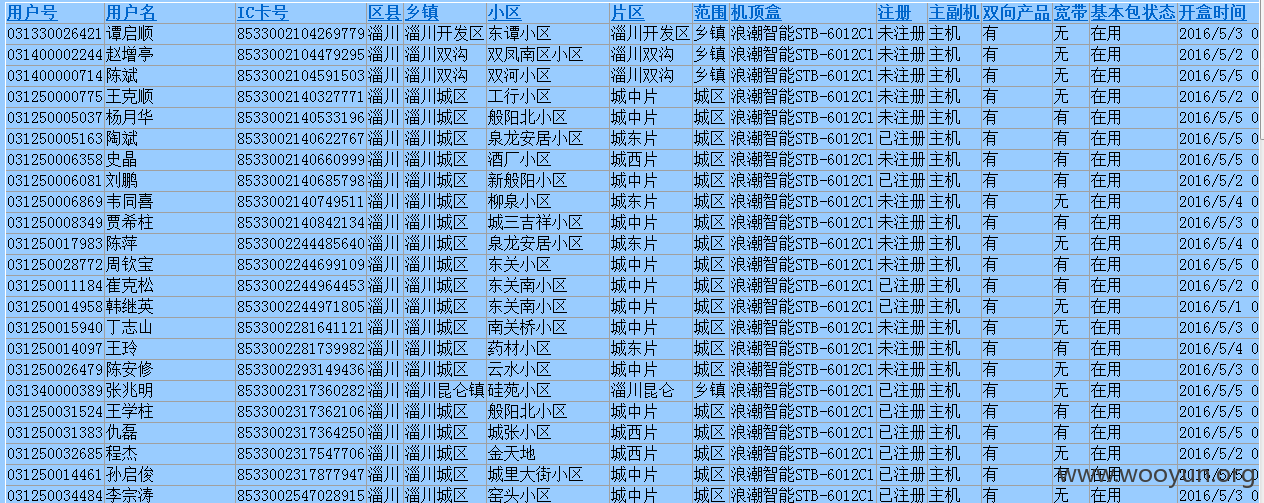 用户号 用户名 IC卡号 区县 乡镇 小区 片区 范围 机顶盒 注册 主副机 双向产品 宽带 基本包状态 开盒时间
031330026421 谭启顺 8533002104269779 淄川 淄川开发区 东谭小区 淄川开发区 乡镇 浪潮智能STB-6012C1 未注册 主机 有 无 在用 2016/5/3 0
031400002244 赵增亭 8533002104479295 淄川 淄川双沟 双凤南区小区 淄川双沟 乡镇 浪潮智能STB-6012C1 未注册 主机 有 无 在用 2016/5/2 0
031400000714 陈斌 8533002104591503 淄川 淄川双沟 双河小区 淄川双沟 乡镇 浪潮智能STB-6012C1 未注册 主机 有 无 在用 2016/5/5 0
031250000775 王克顺 8533002140327771 淄川 淄川城区 工行小区 城中片 城区 浪潮智能STB-6012C1 未注册 主机 有 无 在用 2016/5/2 0
031250005037 杨月华 8533002140533196 淄川 淄川城区 般阳北小区 城中片 城区 浪潮智能STB-6012C1 未注册 主机 有 有 在用 2016/5/5 0
031250005163 陶斌 8533002140622767 淄川 淄川城区 泉龙安居小区 城东片 城区 浪潮智能STB-6012C1 已注册 主机 有 有 在用 2016/5/5 0
031250006358 史晶 8533002140660999 淄川 淄川城区 酒厂小区 城西片 城区 浪潮智能STB-6012C1 未注册 主机 有 有 在用 2016/5/5 0
031250006081 刘鹏 8533002140685798 淄川 淄川城区 新般阳小区 城中片 城区 浪潮智能STB-6012C1 已注册 主机 有 有 在用 2016/5/2 0
031250006869 韦同喜 8533002140749511 淄川 淄川城区 柳泉小区 城东片 城区 浪潮智能STB-6012C1 未注册 主机 有 无 在用 2016/5/4 0
031250008349 贾希柱 8533002140842134 淄川 淄川城区 城三吉祥小区 城中片 城区 浪潮智能STB-6012C1 未注册 主机 有 有 在用 2016/5/3 0
031250017983 陈萍 8533002244485640 淄川 淄川城区 泉龙安居小区 城东片 城区 浪潮智能STB-6012C1 未注册 主机 有 无 在用 2016/5/4 0
031250028772 周钦宝 8533002244699109 淄川 淄川城区 东关小区 城中片 城区 浪潮智能STB-6012C1 已注册 主机 有 有 在用 2016/5/5 0
031250011184 崔克松 8533002244964453 淄川 淄川城区 东关南小区 城中片 城区 浪潮智能STB-6012C1 未注册 主机 有 有 在用 2016/5/2 0
031250014958 韩继英 8533002244971805 淄川 淄川城区 东关南小区 城中片 城区 浪潮智能STB-6012C1 已注册 主机 有 无 在用 2016/5/1 0
031250015940 丁志山 8533002281641121 淄川 淄川城区 南关桥小区 城中片 城区 浪潮智能STB-6012C1 未注册 主机 有 无 在用 2016/5/3 0
031250014097 王玲 8533002281739982 淄川 淄川城区 药材小区 城东片 城区 浪潮智能STB-6012C1 未注册 主机 有 有 在用 2016/5/4 0
031250026479 陈安修 8533002293149436 淄川 淄川城区 云水小区 城中片 城区 浪潮智能STB-6012C1 未注册 主机 有 无 在用 2016/5/3 0
031340000389 张兆明 8533002317360282 淄川 淄川昆仑镇 硅苑小区 淄川昆仑 乡镇 浪潮智能STB-6012C1 已注册 主机 有 无 在用 2016/5/3 0
031250031524 王学柱 8533002317362106 淄川 淄川城区 般阳北小区 城中片 城区 浪潮智能STB-6012C1 已注册 主机 有 有 在用 2016/5/5 0
031250031383 仇磊 8533002317364250 淄川 淄川城区 城张小区 城西片 城区 浪潮智能STB-6012C1 已注册 主机 有 无 在用 2016/5/5 0
031250032685 程杰 8533002317547706 淄川 淄川城区 金天地 城西片 城区 浪潮智能STB-6012C1 已注册 主机 有 无 在用 2016/5/2 0
031250014461 孙启俊 8533002317877947 淄川 淄川城区 城里大街小区 城中片 城区 浪潮智能STB-6012C1 已注册 主机 有 在用
www.wooyun.org
031250034484 李宗涛 8533002547028915 淄川 淄川城区 窑头小区 城中片 城区 浪潮智能STB-6012C1 已注册 主机 有 无 在用 2016/5/3 0